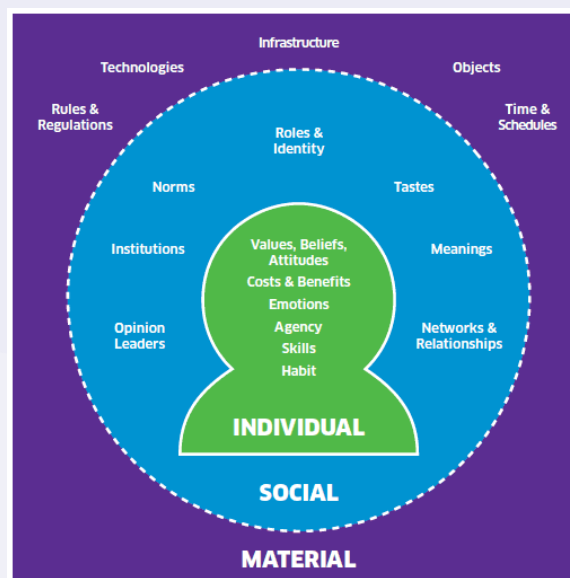 Infrastructure
Technologies
Objects
Rules &
Regulations
Time &
Schedules
Roles &
Identity
Norms
Tastes
Institutions
Meanings
Opinion
Leaders
Networks &
Relationships
Values, Beliefs,
Attitudes
Costs & Benefits
Emotions
Agency
Skills
Habit
INDIVIDUAL
SOCIAL
MATERIAL